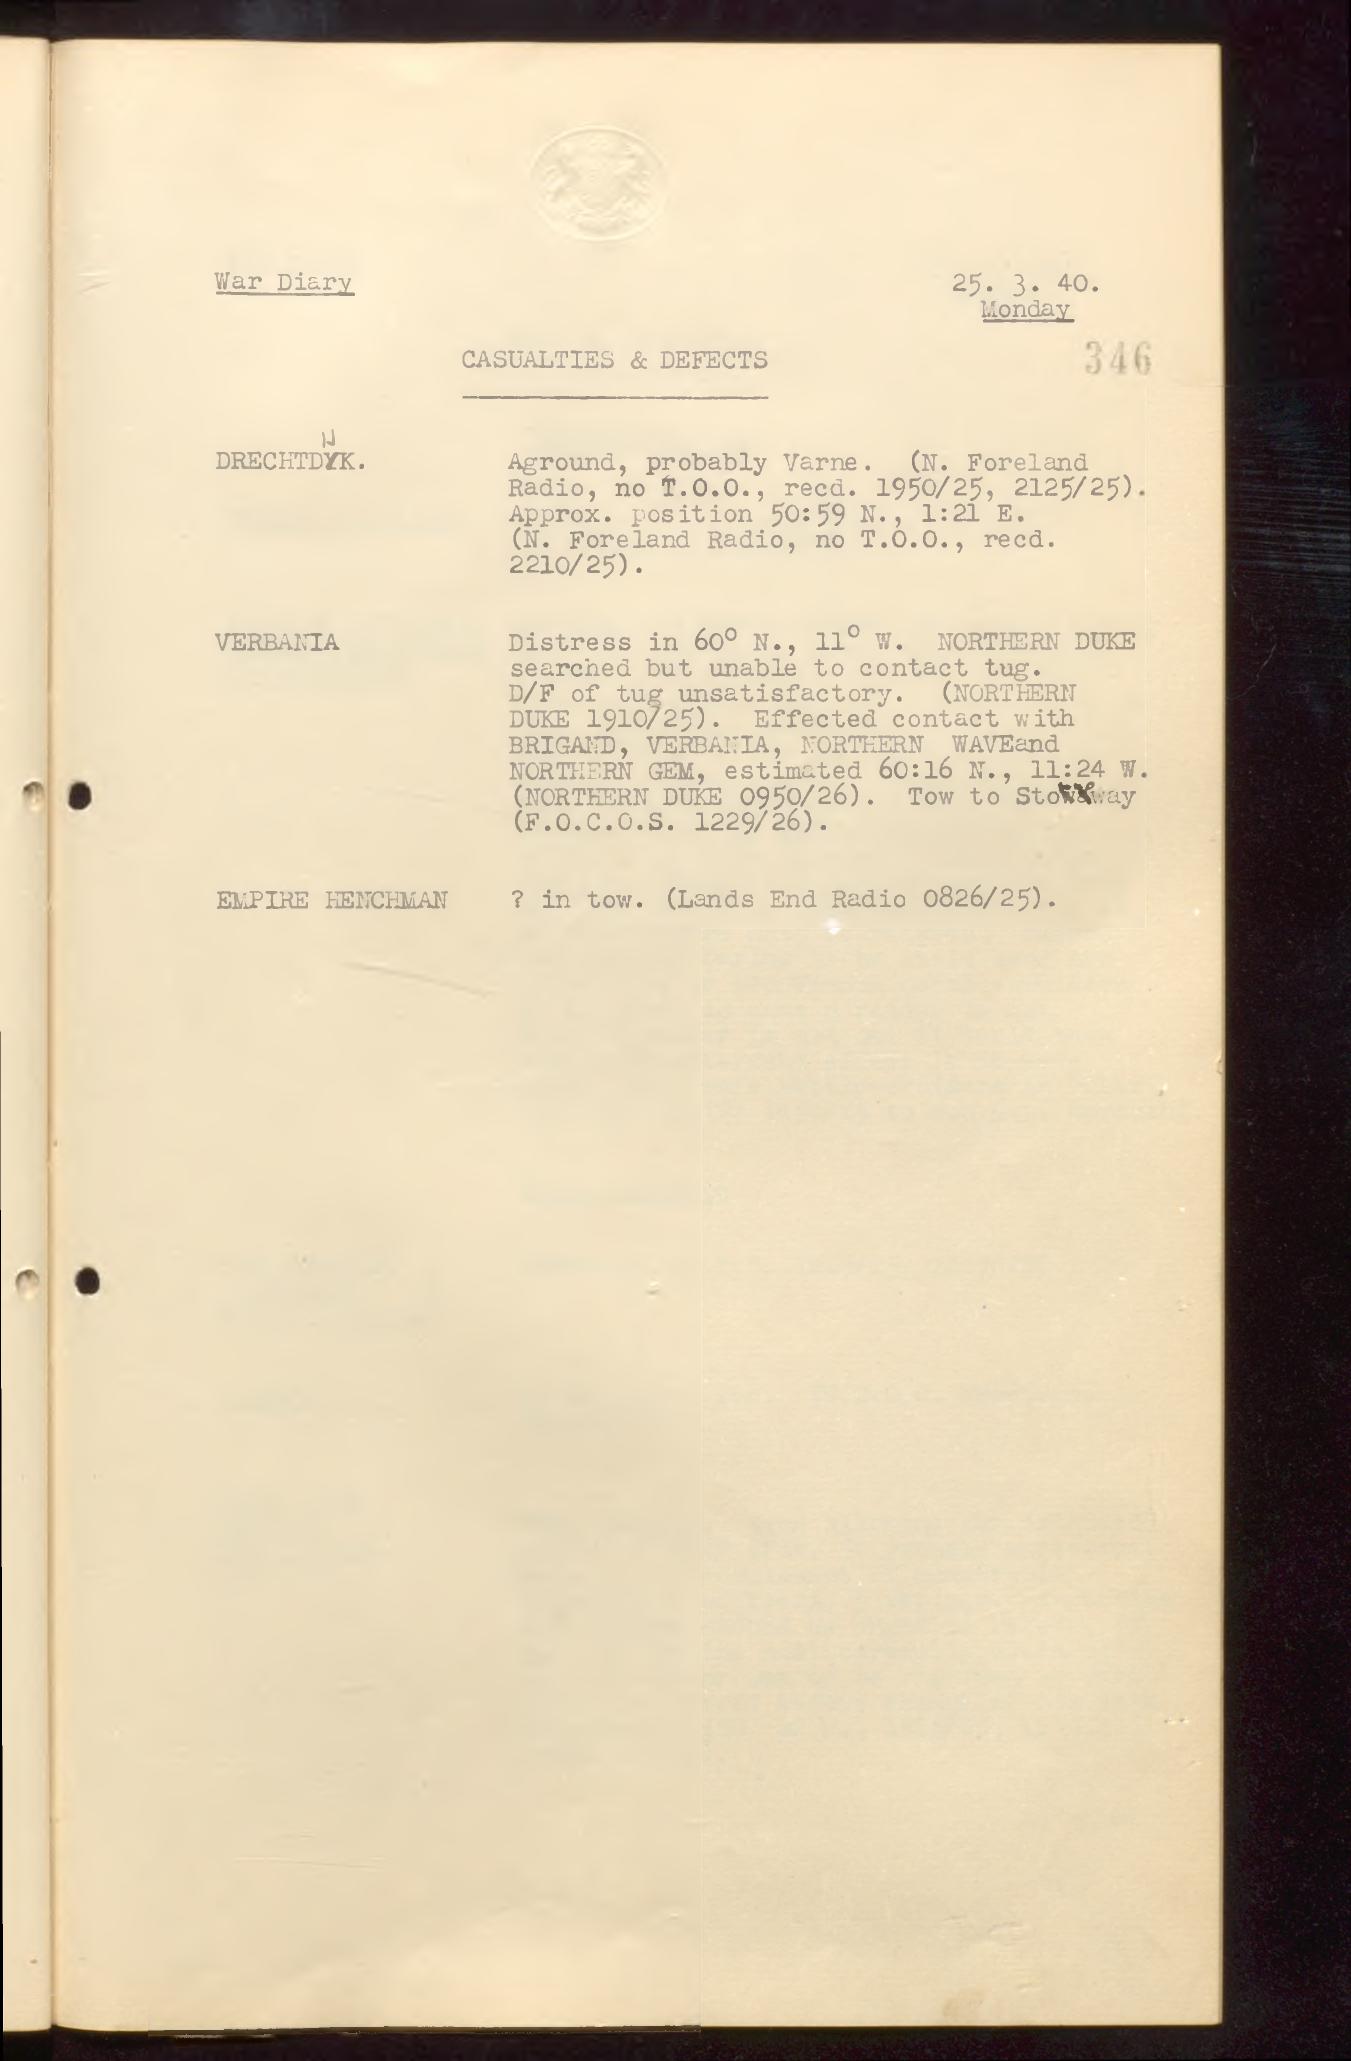 War Diary
25. 3. 40.
Monday
CASUALTIES & DEFECTS
346
IJ
DRECHTDYK.
Aground, probably Varne. (N. Foreland
Radio, no T.O.O., recd. 1950/25, 2125/25).
Approx. position 50:59 N., 1:21 E.
(N. Foreland Radio, no T.O.O., recd.
2210/25).
VERBANIA
Distress in 60° N., 11° W. NORTHERN DUKE
searched but unable to contact tug.
D/F of tug unsatisfactory. (NORTHERN
DUKE 1910/25). Effected contact with
BRIGAND, VERBANIA, NORTHERN WAVEand
NORTHERN GEM, estimated 60:16 N., 11:24 W.
(NORTHERN DUKE 0950/26). Tow to
(F.O.C.O.S. 1229/26).
EMPIRE HENCHMAN
? in tow. (Lands End Radio 0826/25).